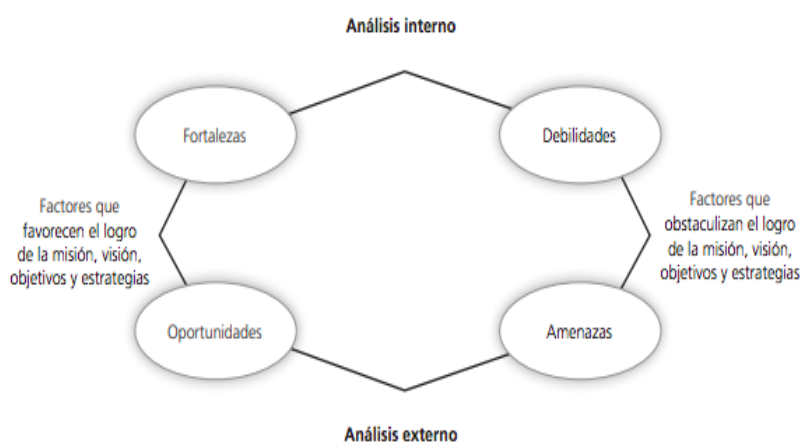 Análisis interno
Fortalezas
Debilidades
Factores que
favorecen el logro
de la misión, visión,
objetivos y estrategias
Factores que
obstaculizan el logro
de la misión, visión,
objetivos y estrategias
Oportunidades
Amenazas
Análisis externo